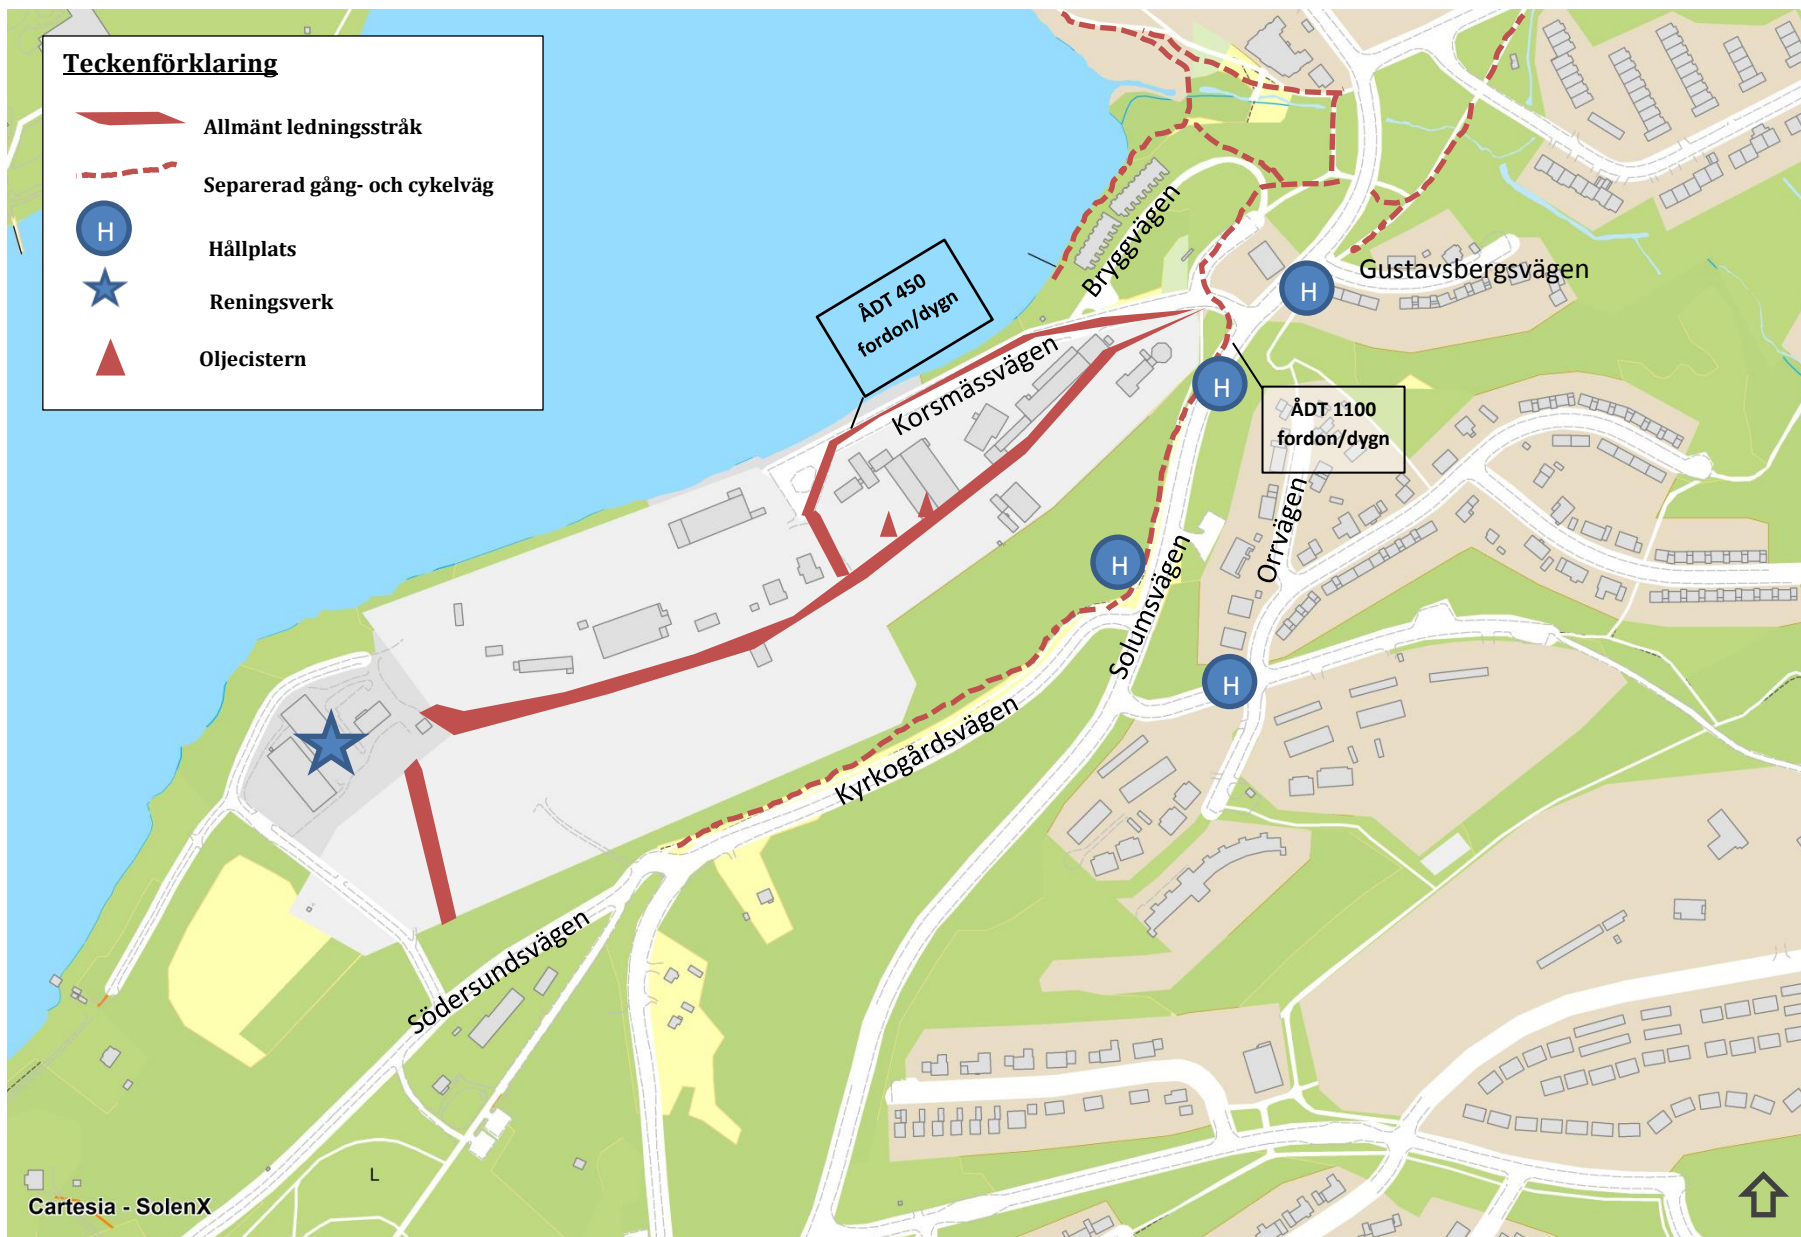 Teckenförklaring
Allmänt ledningsstråk
Separerad gång- och cykelväg
H
Hållplats
Reningsverk
Oljecistern
Bryggvägen
Gustavsbergsvägen
H
ÅDT 450
fordon/dygn
Korsmässvägen
H
ÅDT 1100
fordon/dygn
Orrvägen
H
Solumsvägen
H
Kyrkogårdsvägen
Södersundsvägen
L
Cartesia - SolenX